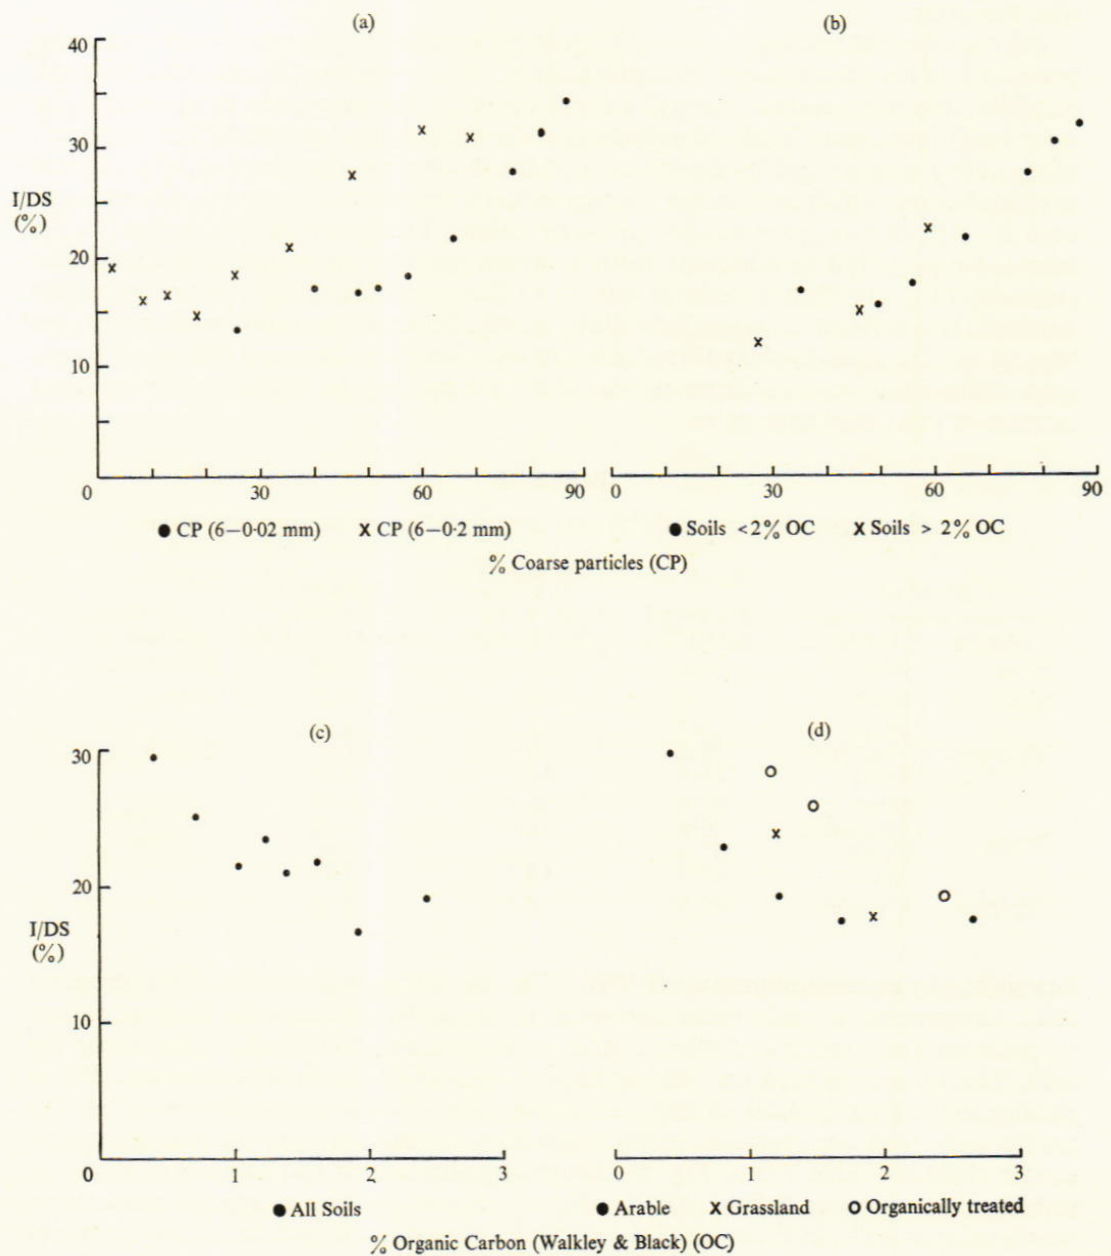 (a) (b)
40
30
I/DS
(%)
20
10
0 30 60 90 0 30 60 90
● CP (6–0·02 mm) x CP (6–0·2 mm) ● Soils <2% OC x Soils > 2% OC
% Coarse particles (CP)
(c) (d)
30
20
I/DS
(%)
10
0 1 2 3 0 1 2 3
● All Soils ● Arable x Grassland O Organically treated
% Organic Carbon (Walkley & Black) (OC)